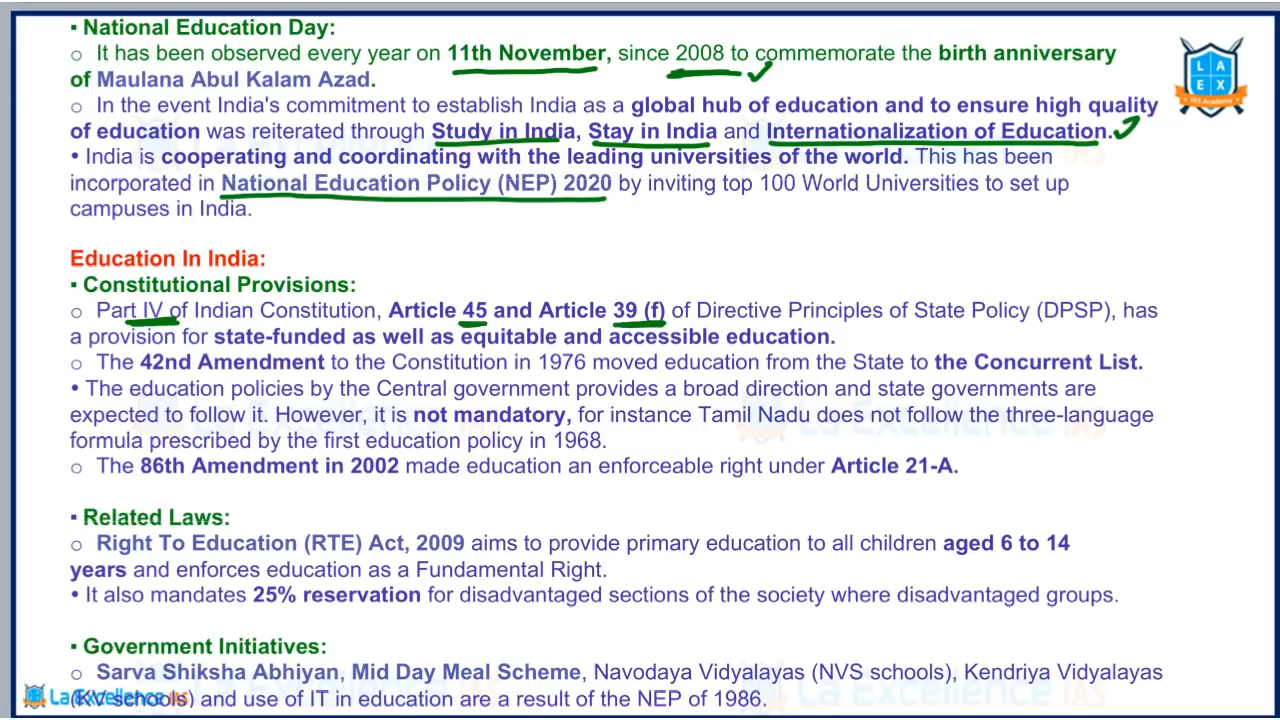 ▪ National Education Day:
o It has been observed every year on 11th November, since 2008 to commemorate the birth anniversary
of Maulana Abul Kalam Azad.
o In the event India's commitment to establish India as a global hub of education and to ensure high quality
of education was reiterated through Study in India, Stay in India and Internationalization of Education.
• India is cooperating and coordinating with the leading universities of the world. This has been
incorporated in National Education Policy (NEP) 2020 by inviting top 100 World Universities to set up
campuses in India.
Education In India:
▪ Constitutional Provisions:
o Part IV of Indian Constitution, Article 45 and Article 39 (f) of Directive Principles of State Policy (DPSP), has
a provision for state-funded as well as equitable and accessible education.
o The 42nd Amendment to the Constitution in 1976 moved education from the State to the Concurrent List.
• The education policies by the Central government provides a broad direction and state governments are
expected to follow it. However, it is not mandatory, for instance Tamil Nadu does not follow the three-language
formula prescribed by the first education policy in 1968.
o The 86th Amendment in 2002 made education an enforceable right under Article 21-A.
▪ Related Laws:
o Right To Education (RTE) Act, 2009 aims to provide primary education to all children aged 6 to 14
years and enforces education as a Fundamental Right.
• It also mandates 25% reservation for disadvantaged sections of the society where disadvantaged groups.
▪ Government Initiatives:
o Sarva Shiksha Abhiyan, Mid Day Meal Scheme, Navodaya Vidyalayas (NVS schools), Kendriya Vidyalayas
(KV schools) and use of IT in education are a result of the NEP of 1986.
L A
E X
IAS Academy
La Excellence IAS